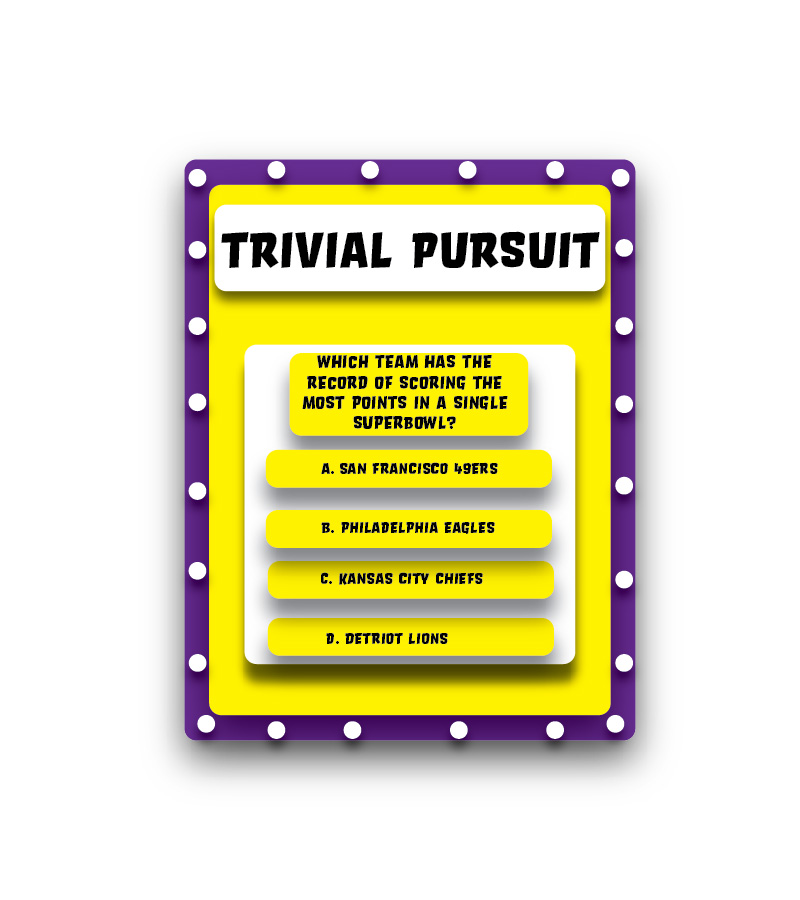 TRIVIAL PURSUIT
WHICH TEAM HAS THE
RECORD OF SCORING THE
MOST POINTS IN A SINGLE
SUPERBOWL?
A. SAN FRANCISCO 49ERS
B. PHILADELPHIA EAGLES
C. KANSAS CITY CHIEFS
D. DETRIOT LIONS